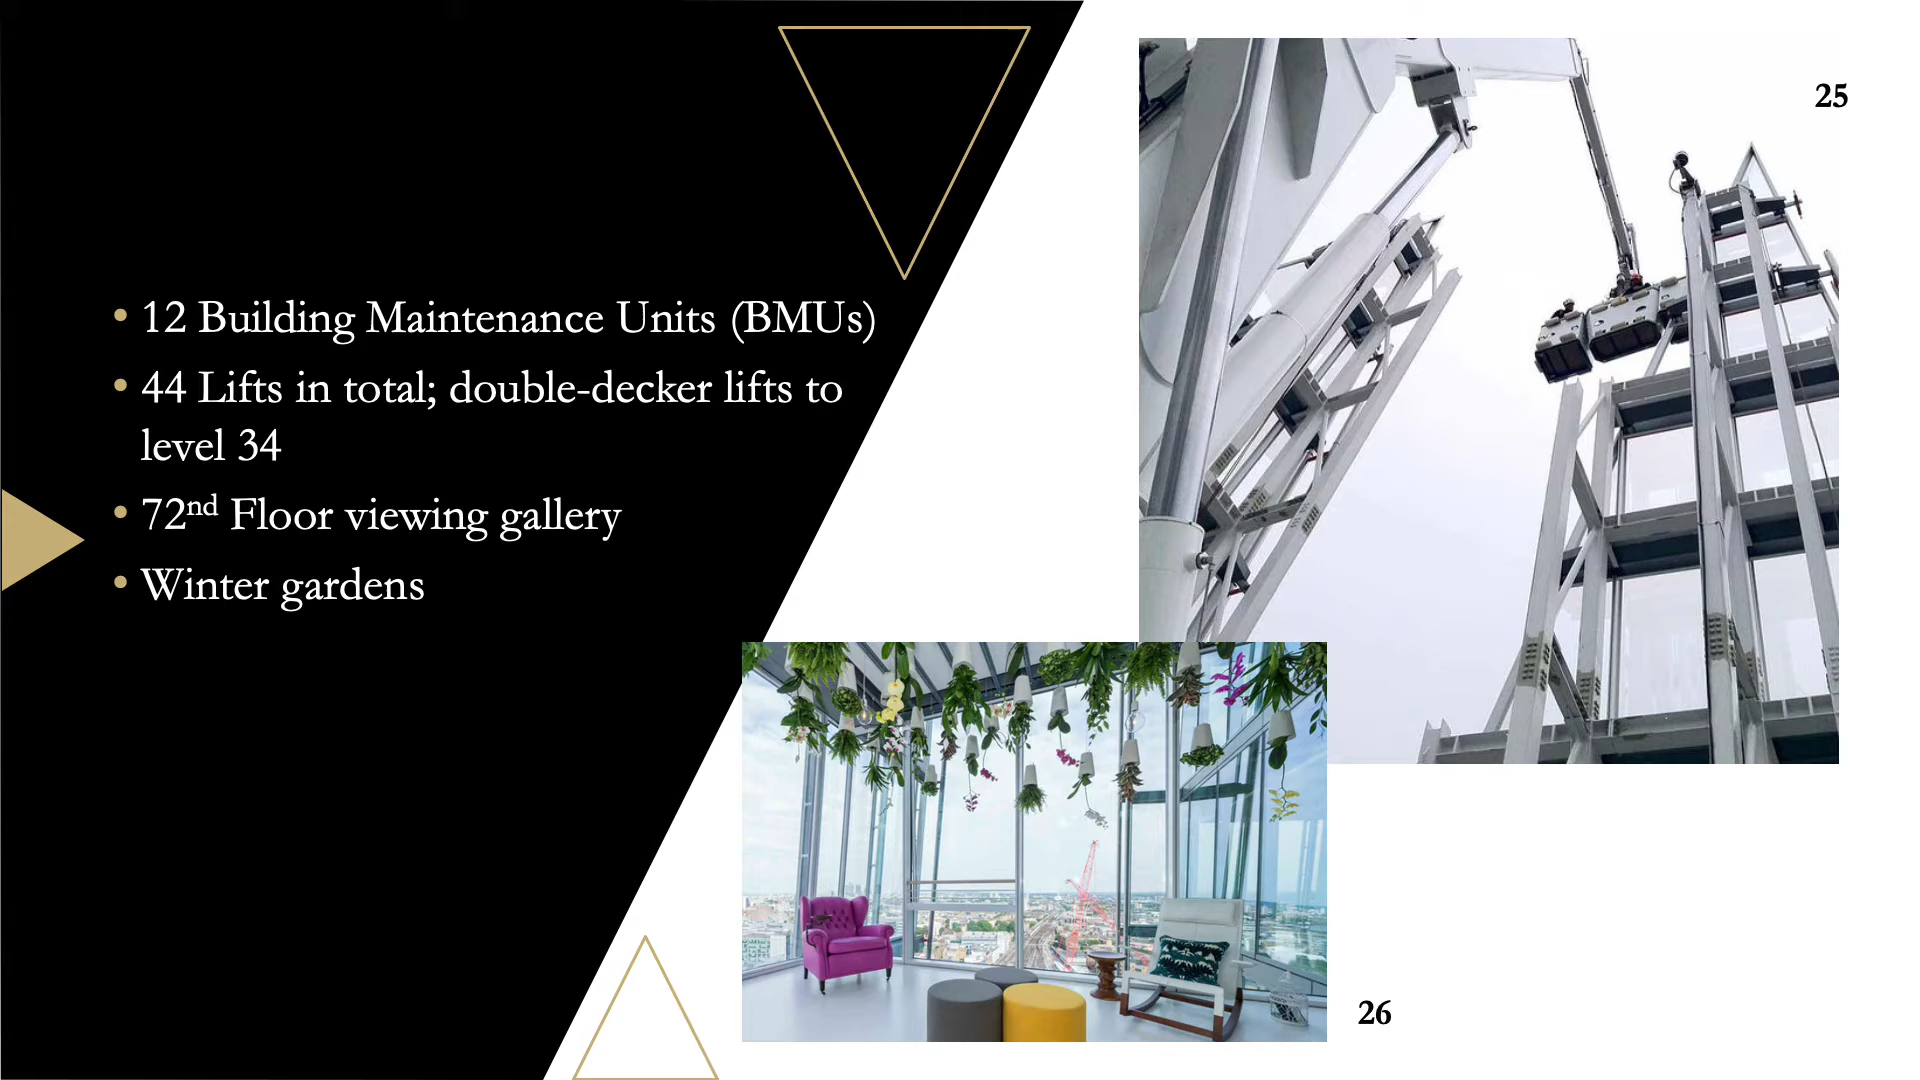 • 12 Building Maintenance Units (BMUs)
• 44 Lifts in total; double-decker lifts to
level 34
• 72nd Floor viewing gallery
• Winter gardens
25
26